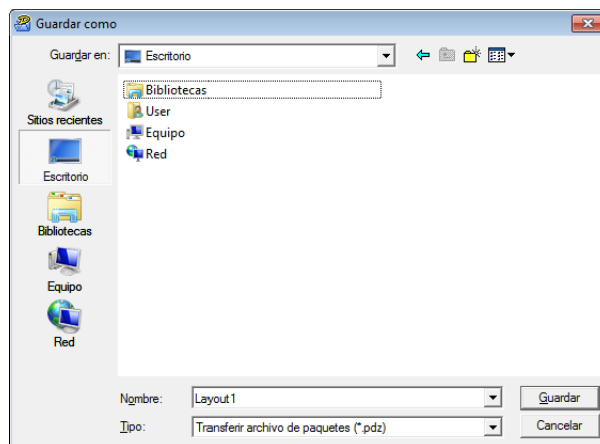 Guardar como
Guardar en: Escritorio
Bibliotecas
User
Equipo
Red
Sitios recientes
Escritorio
Bibliotecas
Equipo
Red
Nombre: Layout1 Guardar
Tipo: Transferir archivo de paquetes (*.pdz) Cancelar